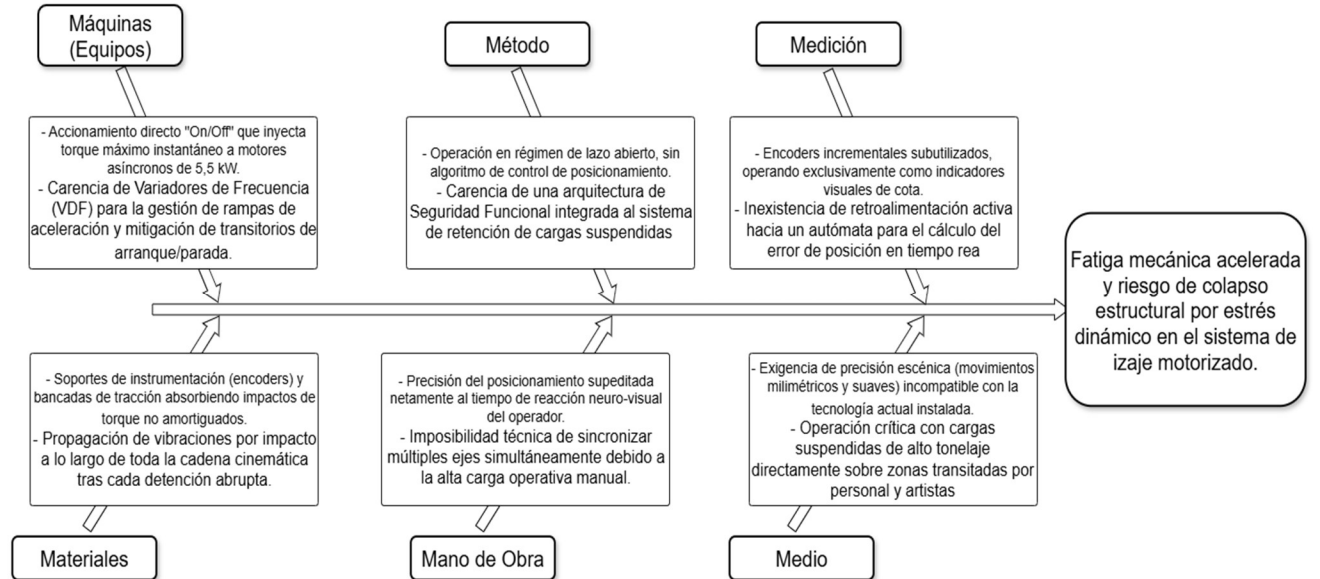 Máquinas
(Equipos)
Método
Medición
- Accionamiento directo "On/Off" que inyecta
torque máximo instantáneo a motores
asíncronos de 5,5 kW.
- Carencia de Variadores de Frecuencia
(VDF) para la gestión de rampas de
aceleración y mitigación de transitorios de
arranque/parada.
- Operación en régimen de lazo abierto, sin
algoritmo de control de posicionamiento.
- Carencia de una arquitectura de
Seguridad Funcional integrada al sistema
de retención de cargas suspendidas
- Encoders incrementales subutilizados,
operando exclusivamente como indicadores
visuales de cota.
- Inexistencia de retroalimentación activa
hacia un autómata para el cálculo del
error de posición en tiempo rea
Fatiga mecánica acelerada
y riesgo de colapso
estructural por estrés
dinámico en el sistema de
izaje motorizado.
- Soportes de instrumentación (encoders) y
bancadas de tracción absorbiendo impactos de
torque no amortiguados.
- Propagación de vibraciones por impacto
a lo largo de toda la cadena cinemática
tras cada detención abrupta.
- Precisión del posicionamiento supeditada
netamente al tiempo de reacción neuro-visual
del operador.
- Imposibilidad técnica de sincronizar
múltiples ejes simultáneamente debido a
la alta carga operativa manual.
- Exigencia de precisión escénica (movimientos
milimétricos y suaves) incompatible con la
tecnología actual instalada.
- Operación crítica con cargas
suspendidas de alto tonelaje
directamente sobre zonas transitadas por
personal y artistas
Materiales
Mano de Obra
Medio